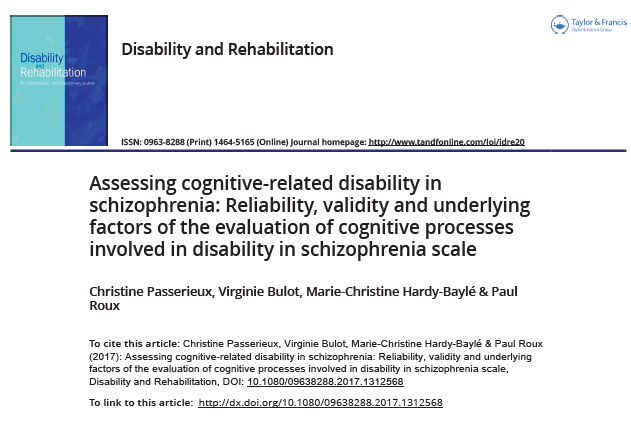 Disability
and
Rehabilitation
Taylor & Francis
Taylor & Francis Group
Disability and Rehabilitation
ISSN: 0963-8288 (Print) 1464-5165 (Online) Journal homepage: http://www.tandfonline.com/loi/idre20
Assessing cognitive-related disability in
schizophrenia: Reliability, validity and underlying
factors of the evaluation of cognitive processes
involved in disability in schizophrenia scale
Christine Passerieux, Virginie Bulot, Marie-Christine Hardy-Baylé & Paul
Roux
To cite this article: Christine Passerieux, Virginie Bulot, Marie-Christine Hardy-Baylé & Paul Roux
(2017): Assessing cognitive-related disability in schizophrenia: Reliability, validity and underlying
factors of the evaluation of cognitive processes involved in disability in schizophrenia scale,
Disability and Rehabilitation, DOI: 10.1080/09638288.2017.1312568
To link to this article: http://dx.doi.org/10.1080/09638288.2017.1312568